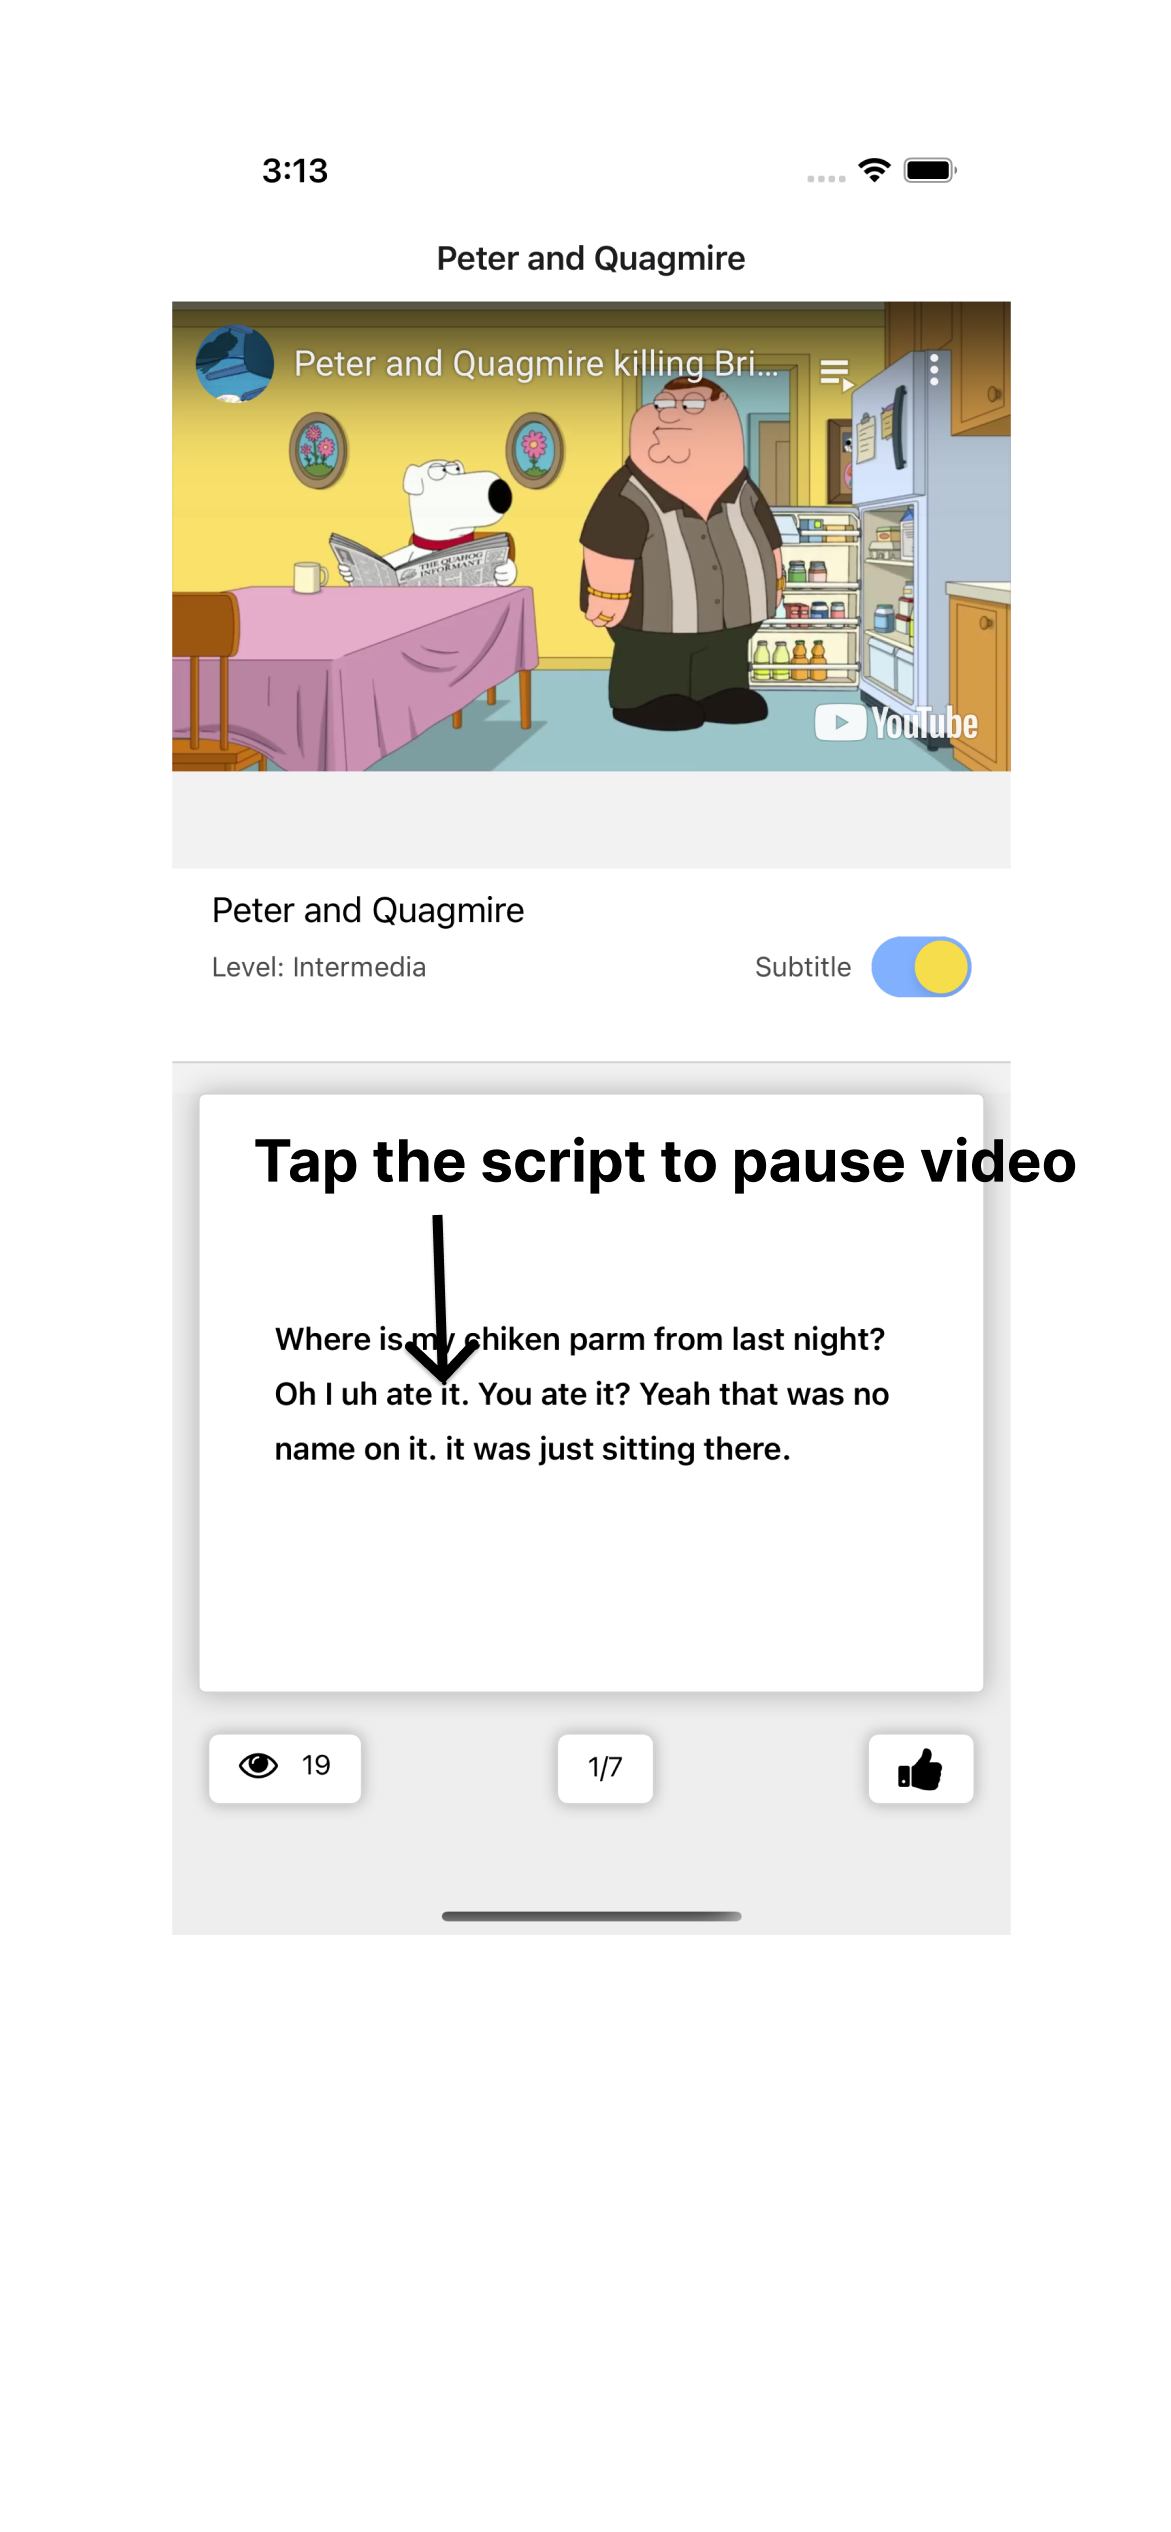 3:13
Peter and Quagmire
Peter and Quagmire killing Bri...
THE QUAHOG
INFORMANT
YouTube
Peter and Quagmire
Level: Intermedia
Subtitle
Tap the script to pause video
Where is my chiken parm from last night?
Oh I uh ate it. You ate it? Yeah that was no
name on it. it was just sitting there.
19
1/7